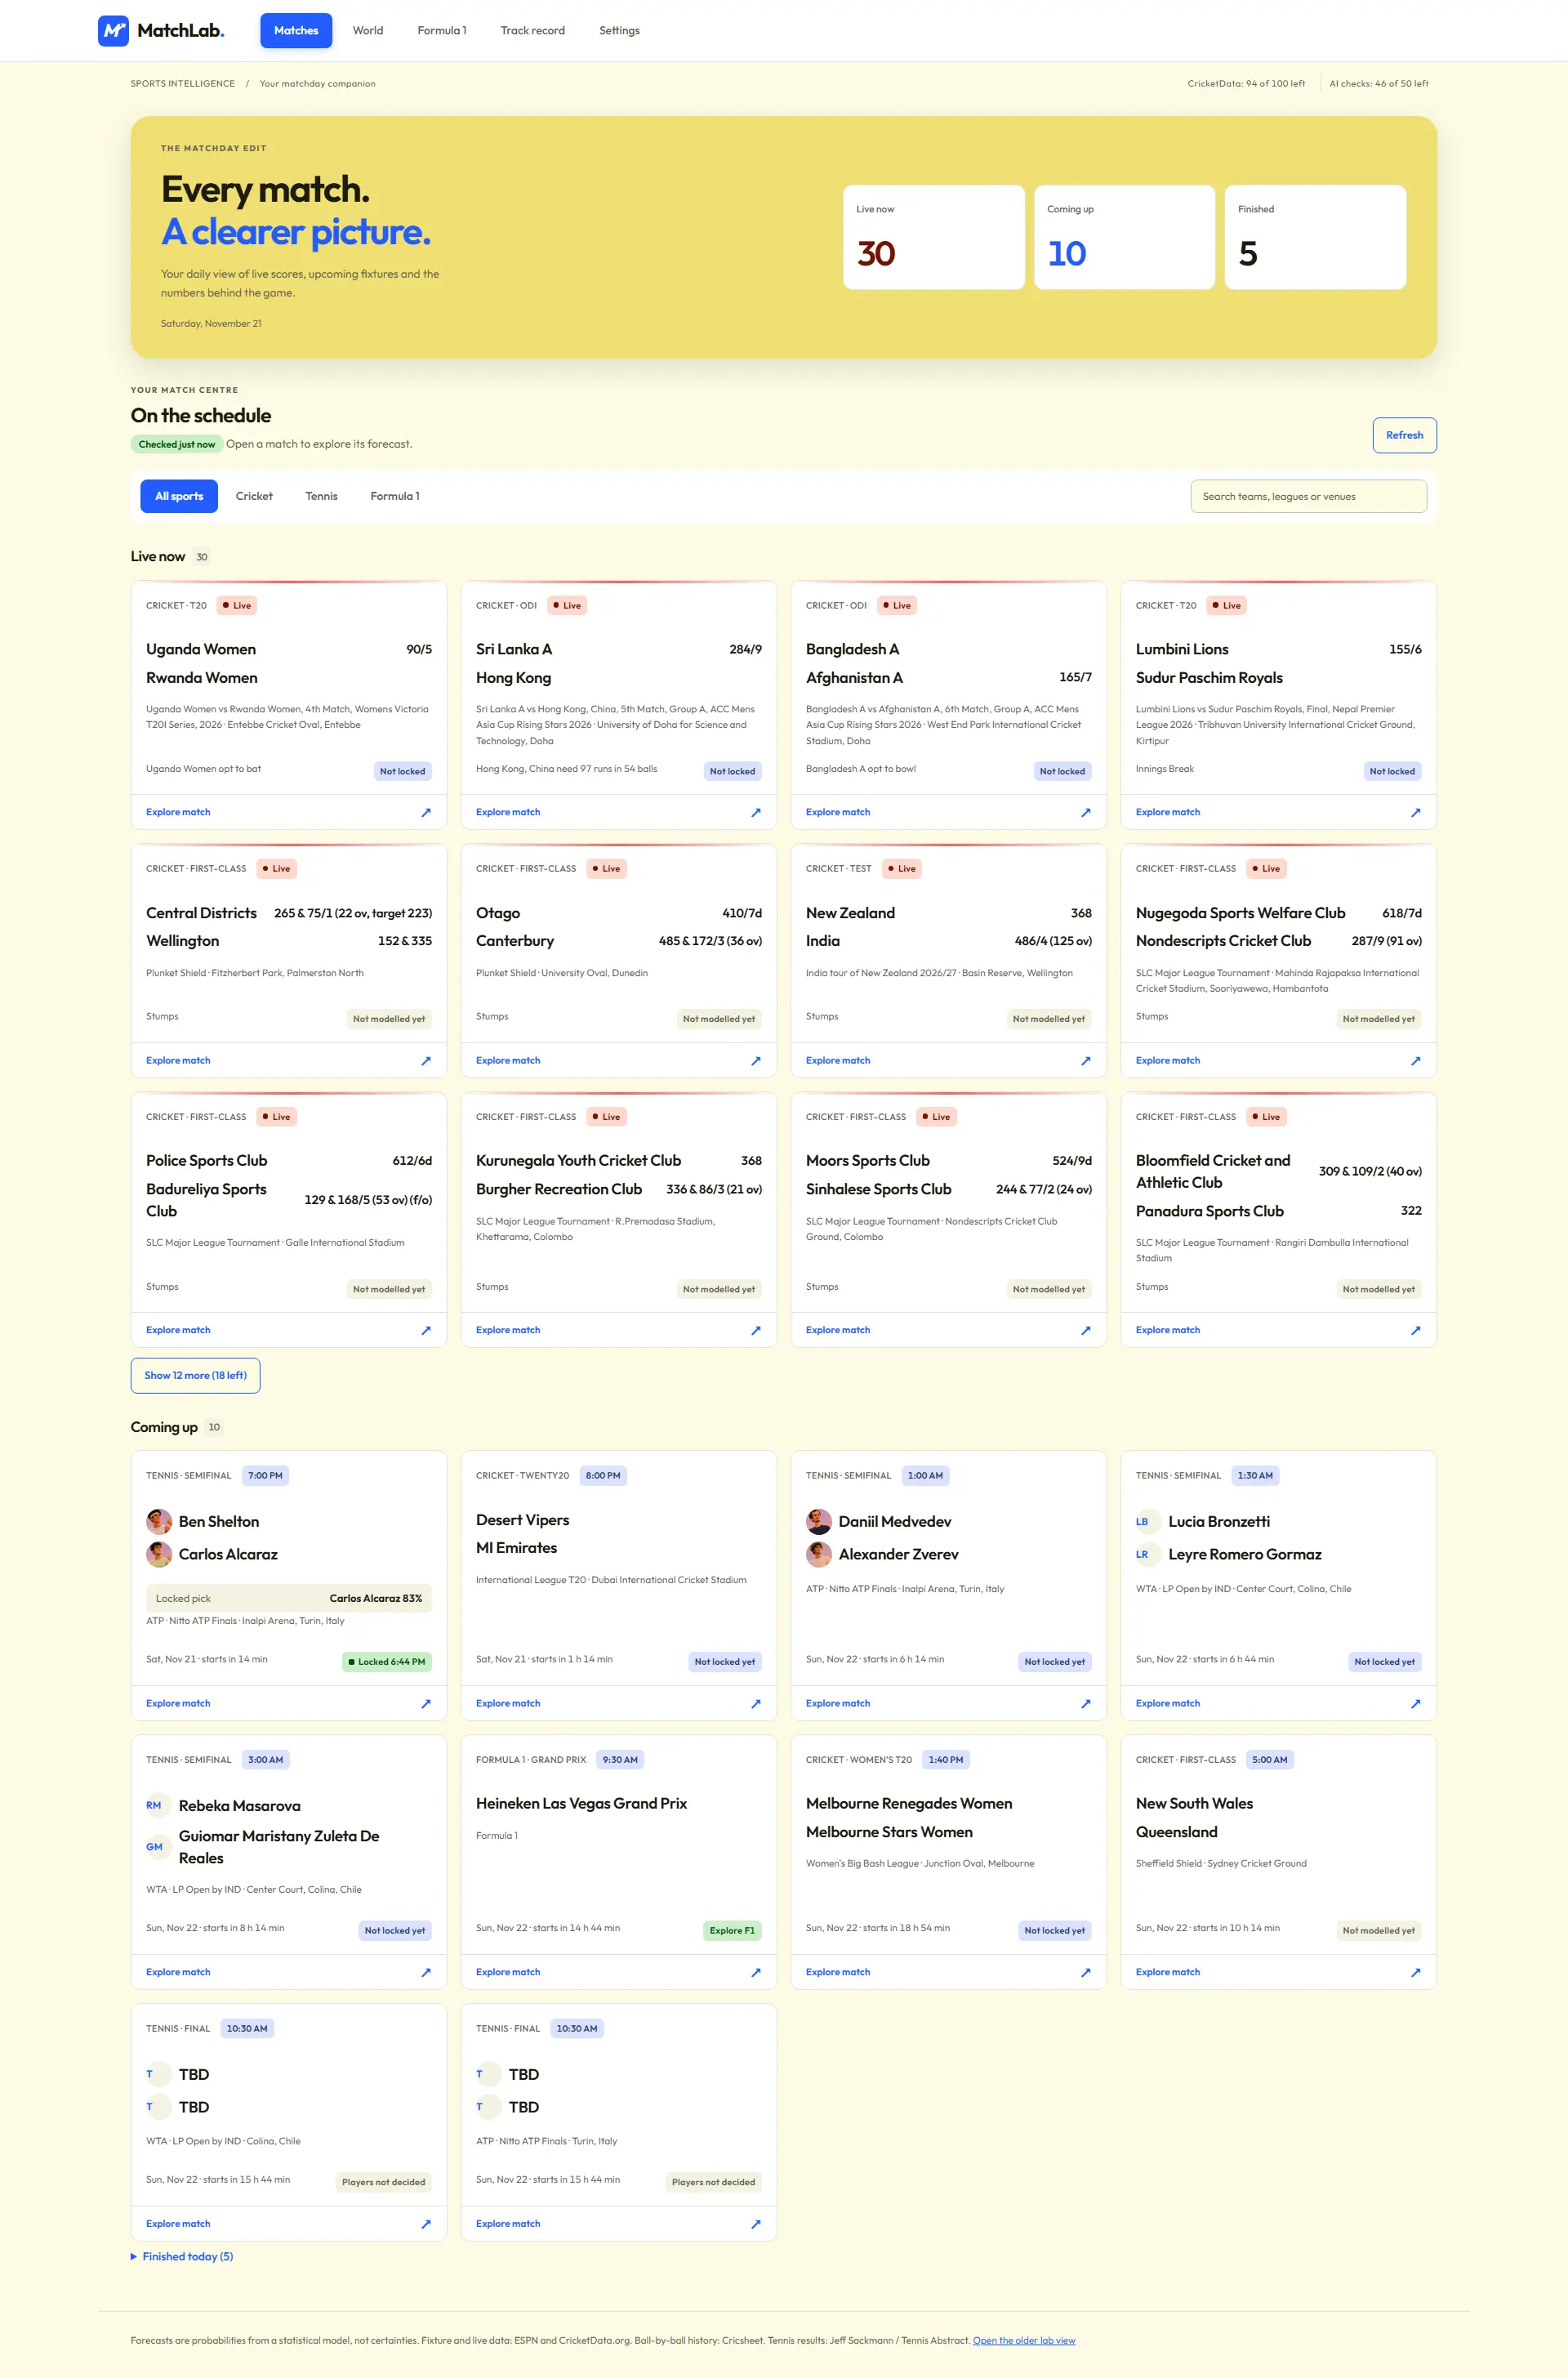 MatchLab.
Matches
World
Formula 1
Track record
Settings
SPORTS INTELLIGENCE / Your matchday companion
CricketData: 94 of 100 left
AI checks: 46 of 50 left
THE MATCHDAY EDIT
Every match.
A clearer picture.
Your daily view of live scores, upcoming fixtures and the
numbers behind the game.
Saturday, November 21
Live now
30
Coming up
10
Finished
5
YOUR MATCH CENTRE
On the schedule
Checked just now Open a match to explore its forecast.
Refresh
All sports
Cricket
Tennis
Formula 1
Search teams, leagues or venues
Live now 30
CRICKET · T20 Live
Uganda Women 90/5
Rwanda Women
Uganda Women vs Rwanda Women, 4th Match, Womens Victoria
T20I Series, 2026 · Entebbe Cricket Oval, Entebbe
Uganda Women opt to bat
Not locked
Explore match ↗
CRICKET · ODI Live
Sri Lanka A 284/9
Hong Kong
Sri Lanka A vs Hong Kong, China, 5th Match, Group A, ACC Mens
Asia Cup Rising Stars 2026 · University of Doha for Science and
Technology, Doha
Hong Kong, China need 97 runs in 54 balls
Not locked
Explore match ↗
CRICKET · ODI Live
Bangladesh A
Afghanistan A 165/7
Bangladesh A vs Afghanistan A, 6th Match, Group A, ACC Mens
Asia Cup Rising Stars 2026 · West End Park International Cricket
Stadium, Doha
Bangladesh A opt to bowl
Not locked
Explore match ↗
CRICKET · T20 Live
Lumbini Lions 155/6
Sudur Paschim Royals
Lumbini Lions vs Sudur Paschim Royals, Final, Nepal Premier
League 2026 · Tribhuvan University International Cricket Ground,
Kirtipur
Innings Break
Not locked
Explore match ↗
CRICKET · FIRST-CLASS Live
Central Districts 265 & 75/1 (22 ov, target 223)
Wellington 152 & 335
Plunket Shield · Fitzherbert Park, Palmerston North
Stumps
Not modelled yet
Explore match ↗
CRICKET · FIRST-CLASS Live
Otago 410/7d
Canterbury 485 & 172/3 (36 ov)
Plunket Shield · University Oval, Dunedin
Stumps
Not modelled yet
Explore match ↗
CRICKET · TEST Live
New Zealand 368
India 486/4 (125 ov)
India tour of New Zealand 2026/27 · Basin Reserve, Wellington
Stumps
Not modelled yet
Explore match ↗
CRICKET · FIRST-CLASS Live
Nugegoda Sports Welfare Club 618/7d
Nondescripts Cricket Club 287/9 (91 ov)
SLC Major League Tournament · Mahinda Rajapaksa International
Cricket Stadium, Sooriyawewa, Hambantota
Stumps
Not modelled yet
Explore match ↗
CRICKET · FIRST-CLASS Live
Police Sports Club 612/6d
Badureliya Sports
Club 129 & 168/5 (53 ov) (f/o)
SLC Major League Tournament · Galle International Stadium
Stumps
Not modelled yet
Explore match ↗
CRICKET · FIRST-CLASS Live
Kurunegala Youth Cricket Club 368
Burgher Recreation Club 336 & 86/3 (21 ov)
SLC Major League Tournament · R.Premadasa Stadium,
Khettarama, Colombo
Stumps
Not modelled yet
Explore match ↗
CRICKET · FIRST-CLASS Live
Moors Sports Club 524/9d
Sinhalese Sports Club 244 & 77/2 (24 ov)
SLC Major League Tournament · Nondescripts Cricket Club
Ground, Colombo
Stumps
Not modelled yet
Explore match ↗
CRICKET · FIRST-CLASS Live
Bloomfield Cricket and
Athletic Club 309 & 109/2 (40 ov)
Panadura Sports Club 322
SLC Major League Tournament · Rangiri Dambulla International
Stadium
Stumps
Not modelled yet
Explore match ↗
Show 12 more (18 left)
Coming up 10
TENNIS · SEMIFINAL 7:00 PM
Ben Shelton
Carlos Alcaraz
Locked pick Carlos Alcaraz 83%
ATP · Nitto ATP Finals · Inalpi Arena, Turin, Italy
Sat, Nov 21 · starts in 14 min
Locked 6:44 PM
Explore match ↗
CRICKET · TWENTY20 8:00 PM
Desert Vipers
MI Emirates
International League T20 · Dubai International Cricket Stadium
Sat, Nov 21 · starts in 1 h 14 min
Not locked yet
Explore match ↗
TENNIS · SEMIFINAL 1:00 AM
Daniil Medvedev
Alexander Zverev
ATP · Nitto ATP Finals · Inalpi Arena, Turin, Italy
Sun, Nov 22 · starts in 6 h 14 min
Not locked yet
Explore match ↗
TENNIS · SEMIFINAL 1:30 AM
LB Lucia Bronzetti
LR Leyre Romero Gormaz
WTA · LP Open by IND · Center Court, Colina, Chile
Sun, Nov 22 · starts in 6 h 44 min
Not locked yet
Explore match ↗
TENNIS · SEMIFINAL 3:00 AM
RM Rebeka Masarova
GM Guiomar Maristany Zuleta De
Reales
WTA · LP Open by IND · Center Court, Colina, Chile
Sun, Nov 22 · starts in 8 h 14 min
Not locked yet
Explore match ↗
FORMULA 1 · GRAND PRIX 9:30 AM
Heineken Las Vegas Grand Prix
Formula 1
Sun, Nov 22 · starts in 14 h 44 min
Explore F1
Explore match ↗
CRICKET · WOMEN'S T20 1:40 PM
Melbourne Renegades Women
Melbourne Stars Women
Women's Big Bash League · Junction Oval, Melbourne
Sun, Nov 22 · starts in 18 h 54 min
Not locked yet
Explore match ↗
CRICKET · FIRST-CLASS 5:00 AM
New South Wales
Queensland
Sheffield Shield · Sydney Cricket Ground
Sun, Nov 22 · starts in 10 h 14 min
Not modelled yet
Explore match ↗
TENNIS · FINAL 10:30 AM
T TBD
T TBD
WTA · LP Open by IND · Colina, Chile
Sun, Nov 22 · starts in 15 h 44 min
Players not decided
Explore match ↗
TENNIS · FINAL 10:30 AM
T TBD
T TBD
ATP · Nitto ATP Finals · Turin, Italy
Sun, Nov 22 · starts in 15 h 44 min
Players not decided
Explore match ↗
Finished today (5)
Forecasts are probabilities from a statistical model, not certainties. Fixture and live data: ESPN and CricketData.org. Ball-by-ball history: Cricsheet. Tennis results: Jeff Sackmann / Tennis Abstract. Open the older lab view